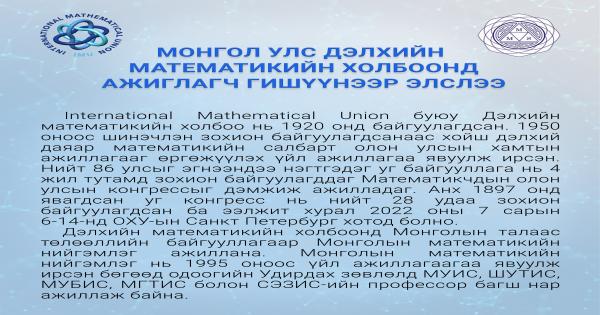 INTERNATIONAL MATHEMATICAL UNION
МОНГОЛ УЛС ДЭЛХИЙН
МАТЕМАТИКИЙН ХОЛБООНД
АЖИГЛАГЧ ГИШҮҮНЭЭР ЭЛСЛЭЭ
International Mathematical Union буюу Дэлхийн
математикийн холбоо нь 1920 онд байгуулагдсан. 1950
оноос шинэчлэн зохион байгуулагдсанаас хойш дэлхий
даяар математикийн салбарт олон улсын хамтын
ажиллагааг өргөжүүлэх үйл ажиллагаа явуулж ирсэн.
Нийт 86 улсыг эгнээндээ нэгтгэдэг уг байгууллага нь 4
жил тутамд зохион байгуулагддаг Математикчдын олон
улсын конгрессыг дэмжиж ажилладаг. Анх 1897 онд
явагдсан уг конгресс нь нийт 28 удаа зохион
байгуулагдсан ба ээлжит хурал 2022 оны 7 сарын
6-14-нд ОХУ-ын Санкт Петербург хотод болно.
Дэлхийн математикийн холбоонд Монголын талаас
төлөөллийн байгууллагаар Монголын математикийн
нийгэмлэг ажиллана. Монголын математикийн
нийгэмлэг нь 1995 оноос үйл ажиллагаагаа явуулж
ирсэн бөгөөд одоогийн Удирдах зөвлөлд МУИС, ШУТИС,
МУБИС, МГТИС болон СЭЗИС-ийн профессор багш нар
ажиллаж байна.